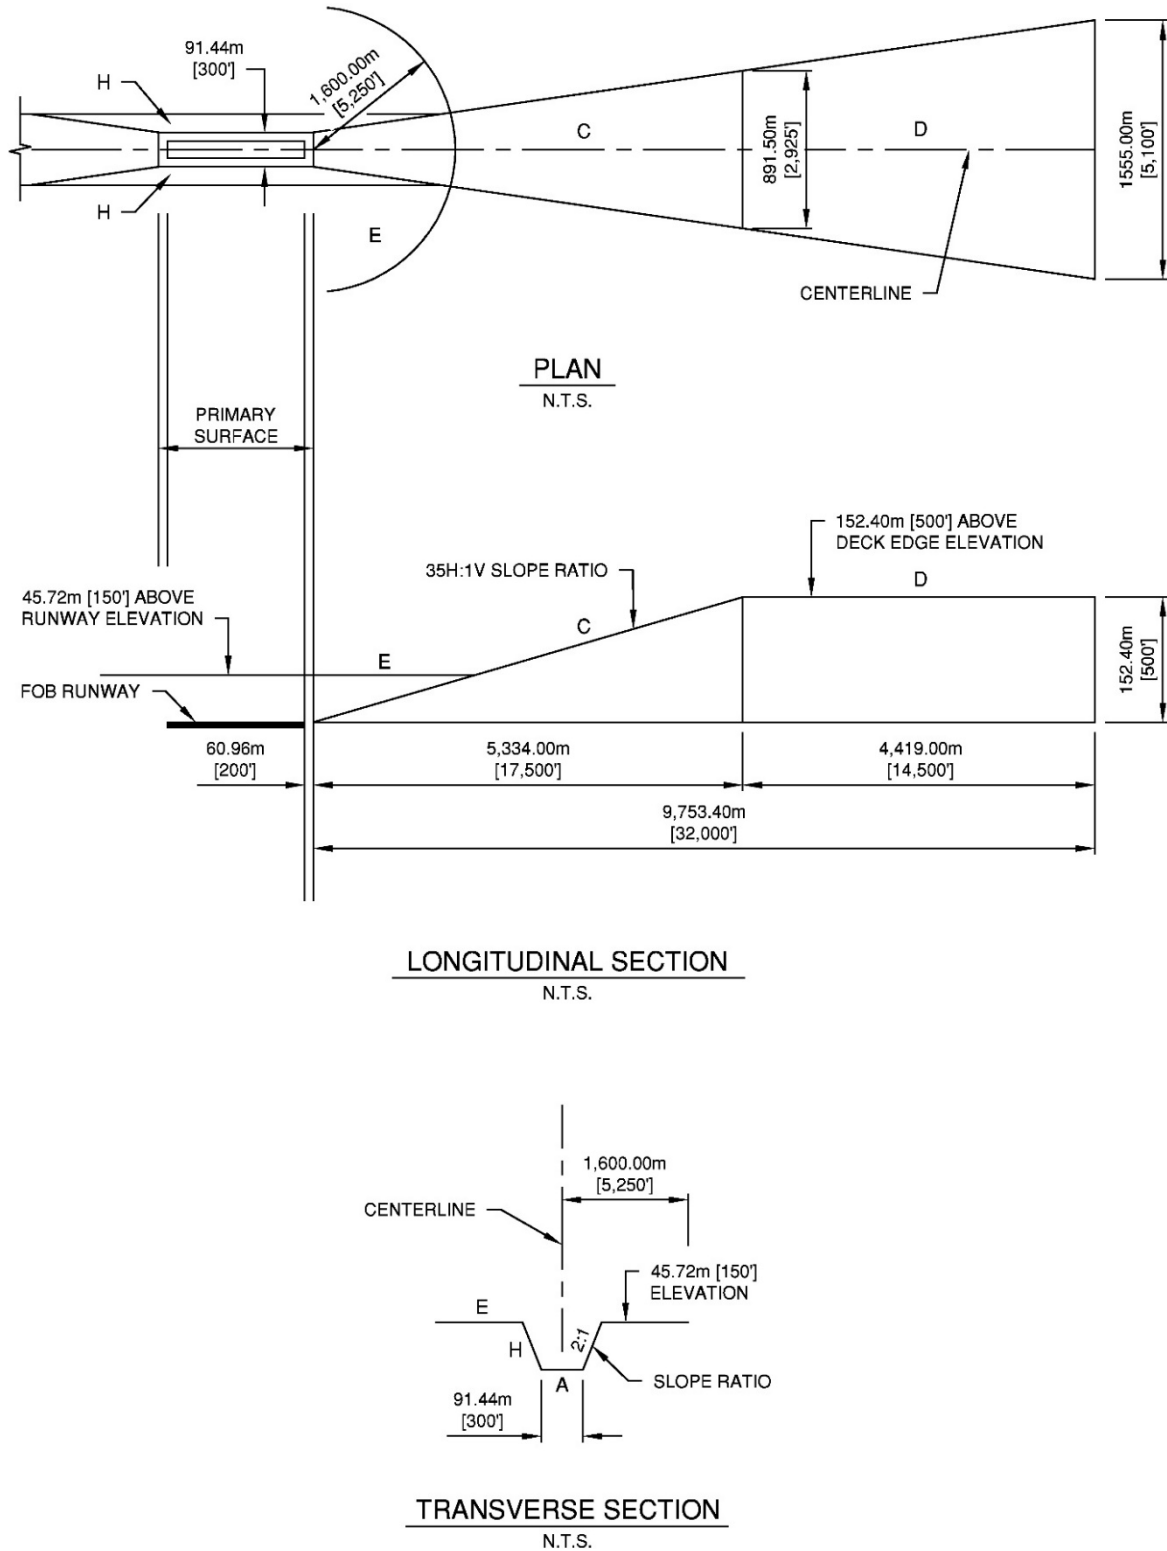 91.44m
[300']
H
1,600.00m
[5,250']
C
D
891.50m
[2,925']
1555.00m
[5,100']
H
E
CENTERLINE
PLAN
N.T.S.
PRIMARY
SURFACE
152.40m [500'] ABOVE
DECK EDGE ELEVATION
35H:1V SLOPE RATIO
D
45.72m [150'] ABOVE
RUNWAY ELEVATION
C
E
152.40m
[500']
FOB RUNWAY
60.96m
[200']
5,334.00m
[17,500']
4,419.00m
[14,500']
9,753.40m
[32,000']
LONGITUDINAL SECTION
N.T.S.
1,600.00m
[5,250']
CENTERLINE
45.72m [150']
ELEVATION
E
H
2:1
A
SLOPE RATIO
91.44m
[300']
TRANSVERSE SECTION
N.T.S.